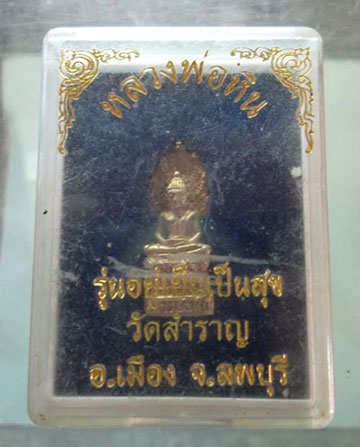 หลวงพ่อหิน
รุ่นอยู่เย็นเป็นสุข
วัดสำราญ
อ.เมือง จ.ลพบุรี